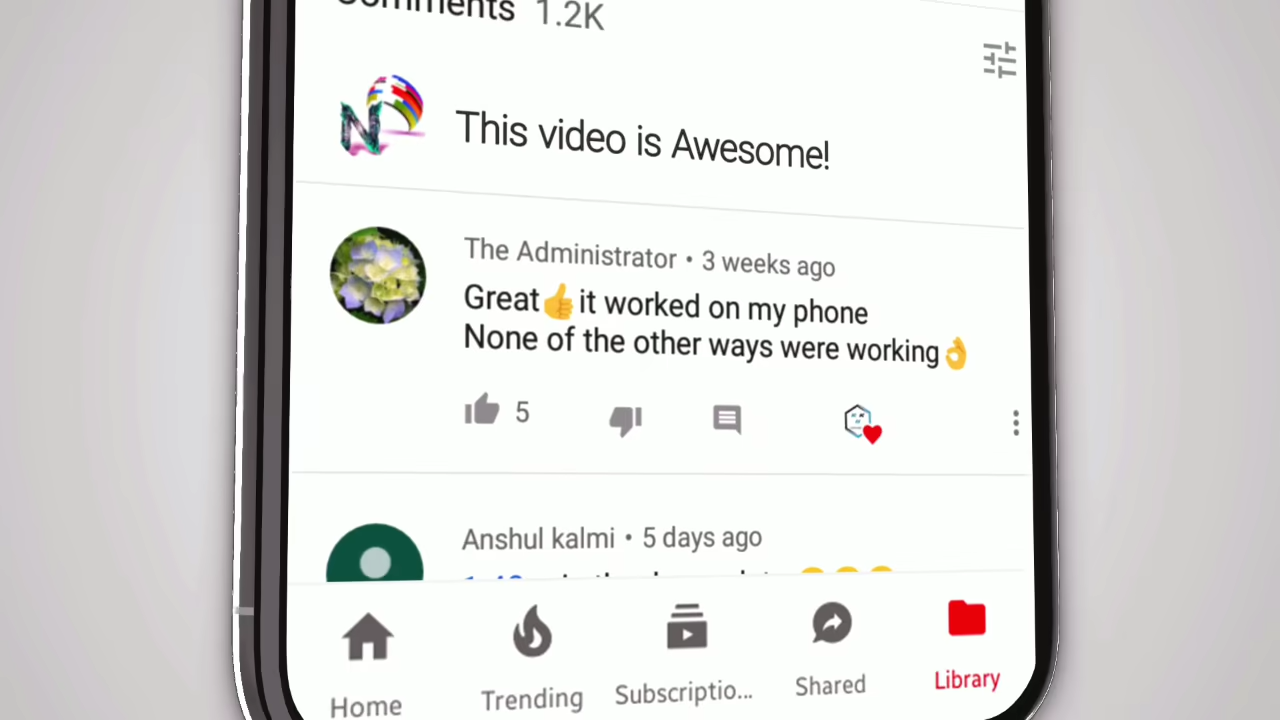 Comments 1.2K
This video is Awesome!
The Administrator • 3 weeks ago
Great👍it worked on my phone
None of the other ways were working👌
5
Anshul kalmi • 5 days ago
Home Trending Subscriptio... Shared Library